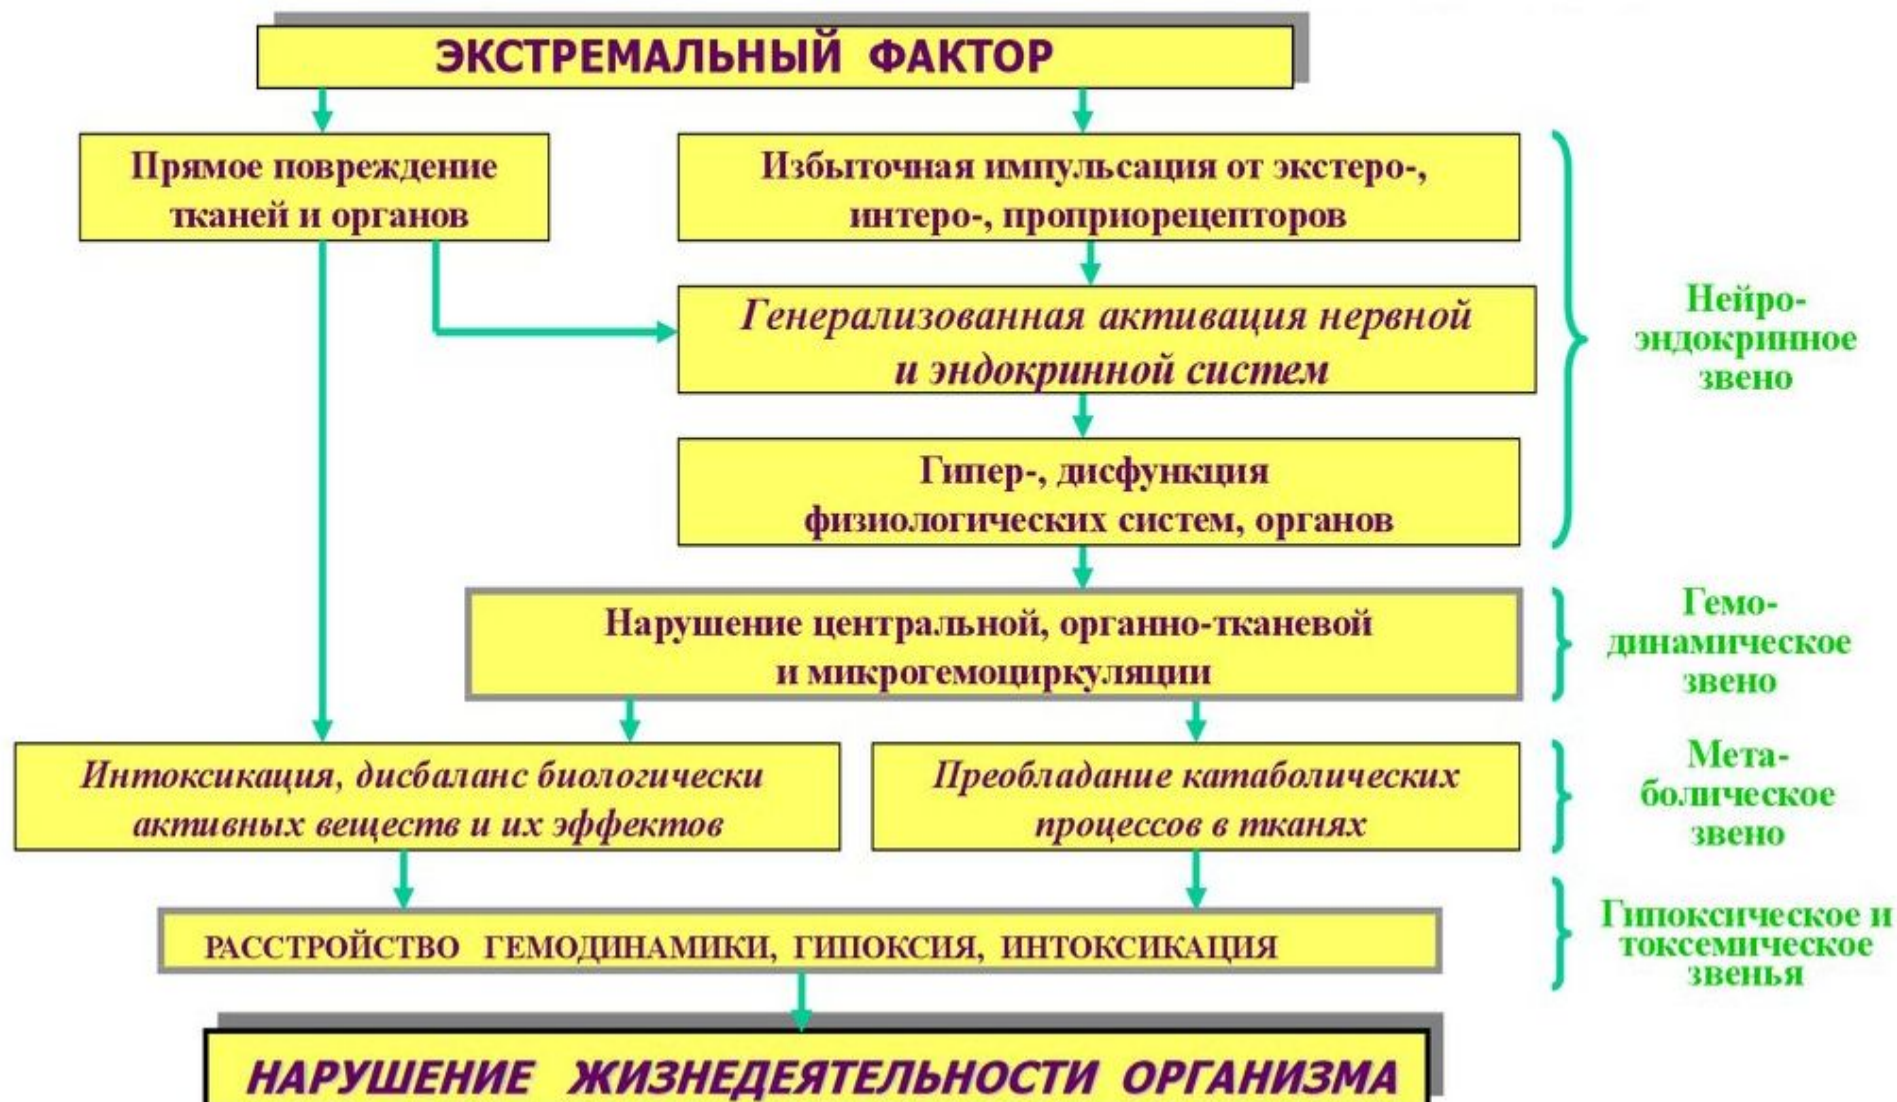 ЭКСТРЕМАЛЬНЫЙ ФАКТОР
Прямое повреждение
тканей и органов
Избыточная импульсация от экстеро-,
интеро-, проприорецепторов
Генерализованная активация нервной
и эндокринной систем
Гипер-, дисфункция
физиологических систем, органов
Нейро-
эндокринное
звено
Нарушение центральной, органно-тканевой
и микрогемоциркуляции
Гемо-
динамическое
звено
Интоксикация, дисбаланс биологически
активных веществ и их эффектов
Преобладание катаболических
процессов в тканях
Мета-
болическое
звено
РАССТРОЙСТВО ГЕМОДИНАМИКИ, ГИПОКСИЯ, ИНТОКСИКАЦИЯ
Гипоксическое и
токсемическое
звенья
НАРУШЕНИЕ ЖИЗНЕДЕЯТЕЛЬНОСТИ ОРГАНИЗМА